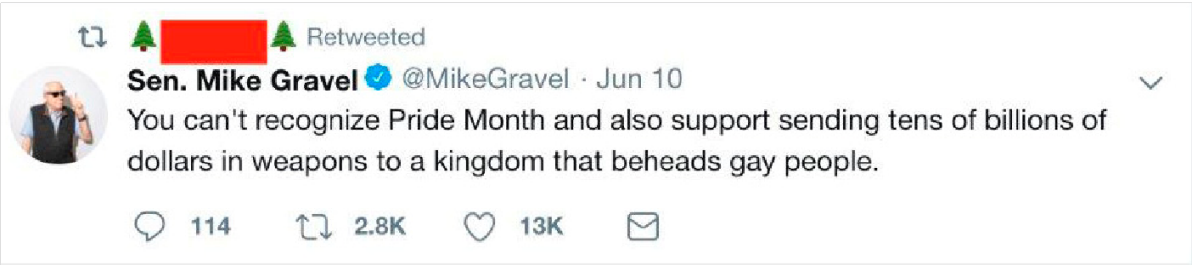 Retweeted
Sen. Mike Gravel @MikeGravel · Jun 10
You can't recognize Pride Month and also support sending tens of billions of
dollars in weapons to a kingdom that beheads gay people.
114 2.8K 13K